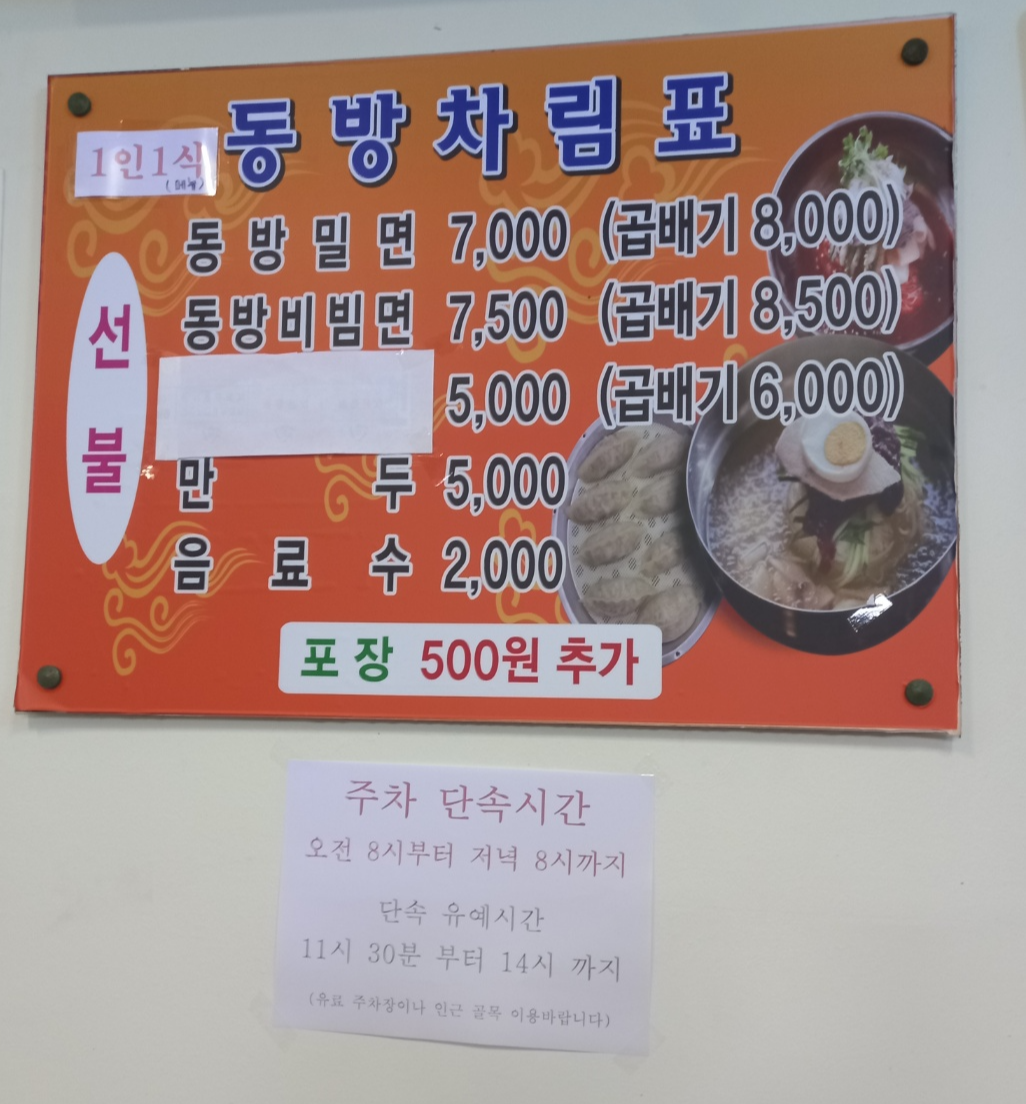 동방차림표
1인1식
(메뉴)
선불
동방밀면 7,000 (곱배기 8,000)
동방비빔면 7,500 (곱배기 8,500)
5,000 (곱배기 6,000)
만두 5,000
음료수 2,000
포장 500원 추가
주차 단속시간
오전 8시부터 저녁 8시까지
단속 유예시간
11시 30분 부터 14시 까지
(유료 주차장이나 인근 골목 이용바랍니다)